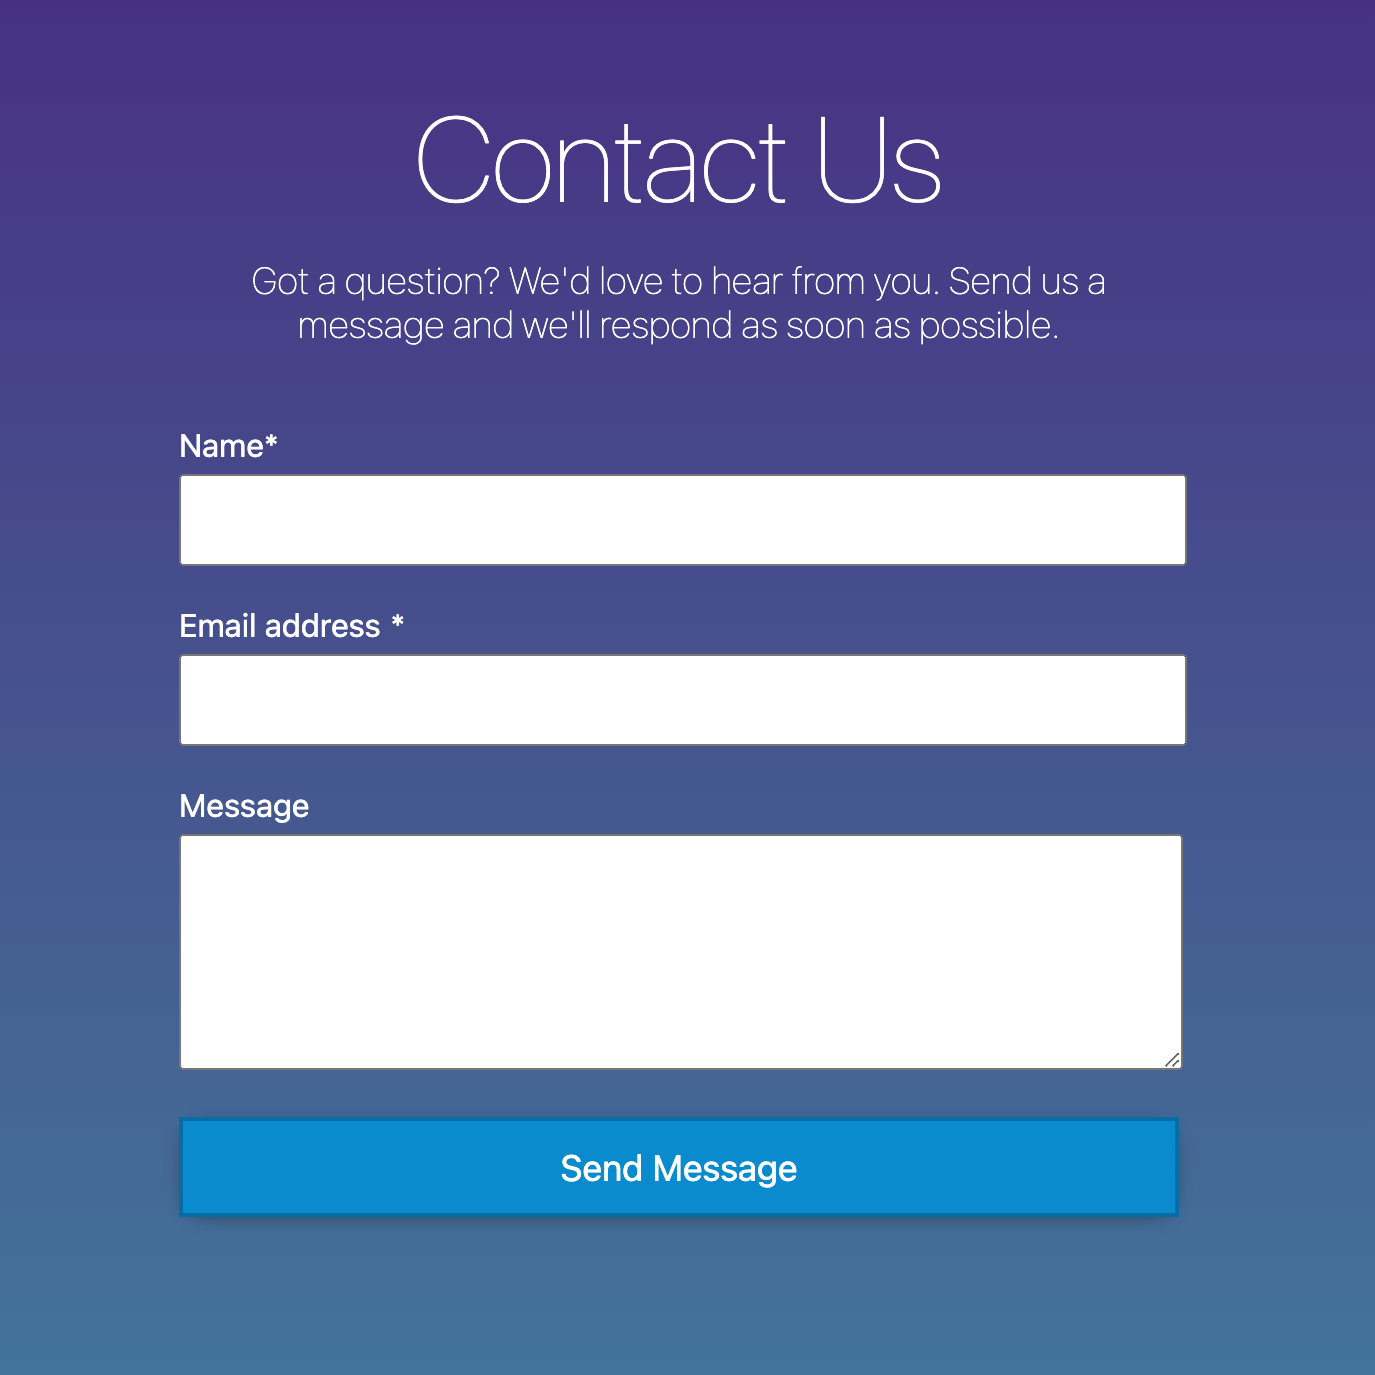 Contact Us
Got a question? We'd love to hear from you. Send us a
message and we'll respond as soon as possible.
Name*
Email address *
Message
Send Message